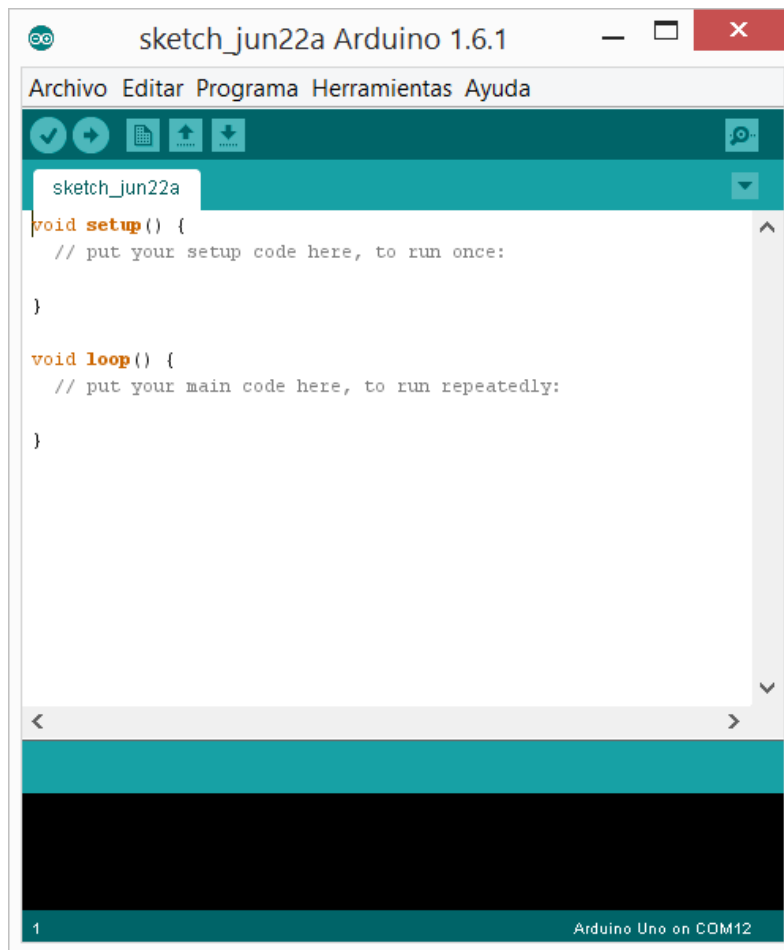 sketch_jun22a Arduino 1.6.1
Archivo Editar Programa Herramientas Ayuda
sketch_jun22a
void setup() {
  // put your setup code here, to run once:
}
void loop() {
  // put your main code here, to run repeatedly:
}
1 Arduino Uno on COM12